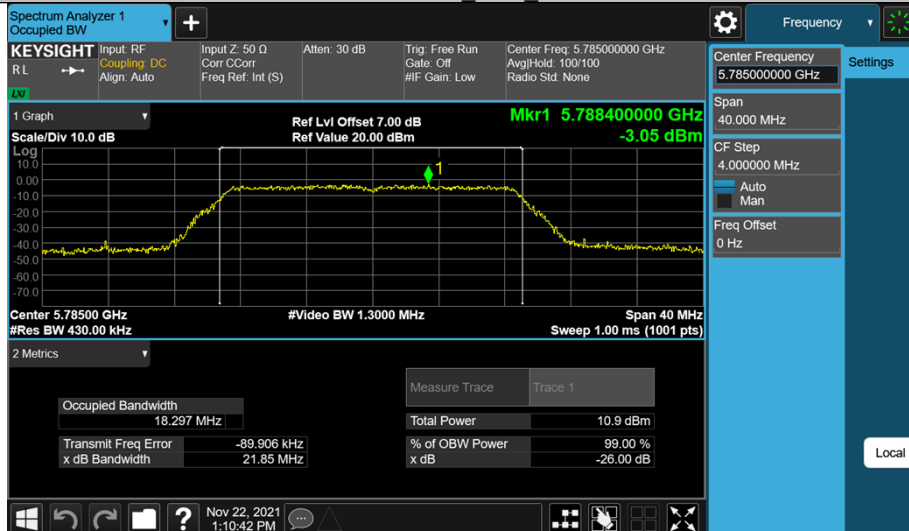 Spectrum Analyzer 1
Occupied BW
Frequency
KEYSIGHT
RL
LXI
Input: RF
Coupling: DC
Align: Auto
Input Z: 50 Ω
Corr CCorr
Freq Ref: Int (S)
Atten: 30 dB
Trig: Free Run
Gate: Off
#IF Gain: Low
Center Freq: 5.785000000 GHz
Avg|Hold: 100/100
Radio Std: None
Center Frequency
5.785000000 GHz
Settings
Span
40.000 MHz
CF Step
4.000000 MHz
Auto
Man
Freq Offset
0 Hz
Local
1 Graph
Scale/Div 10.0 dB
Ref Lvl Offset 7.00 dB
Ref Value 20.00 dBm
Mkr1 5.788400000 GHz
-3.05 dBm
Log
10.0
0.00
-10.0
-20.0
-30.0
-40.0
-50.0
-60.0
-70.0
1
Center 5.78500 GHz
#Res BW 430.00 kHz
#Video BW 1.3000 MHz
Span 40 MHz
Sweep 1.00 ms (1001 pts)
2 Metrics
Measure Trace
Trace 1
Occupied Bandwidth
18.297 MHz
Total Power
10.9 dBm
Transmit Freq Error
-89.906 kHz
% of OBW Power
99.00 %
x dB Bandwidth
21.85 MHz
x dB
-26.00 dB
?
Nov 22, 2021
1:10:42 PM